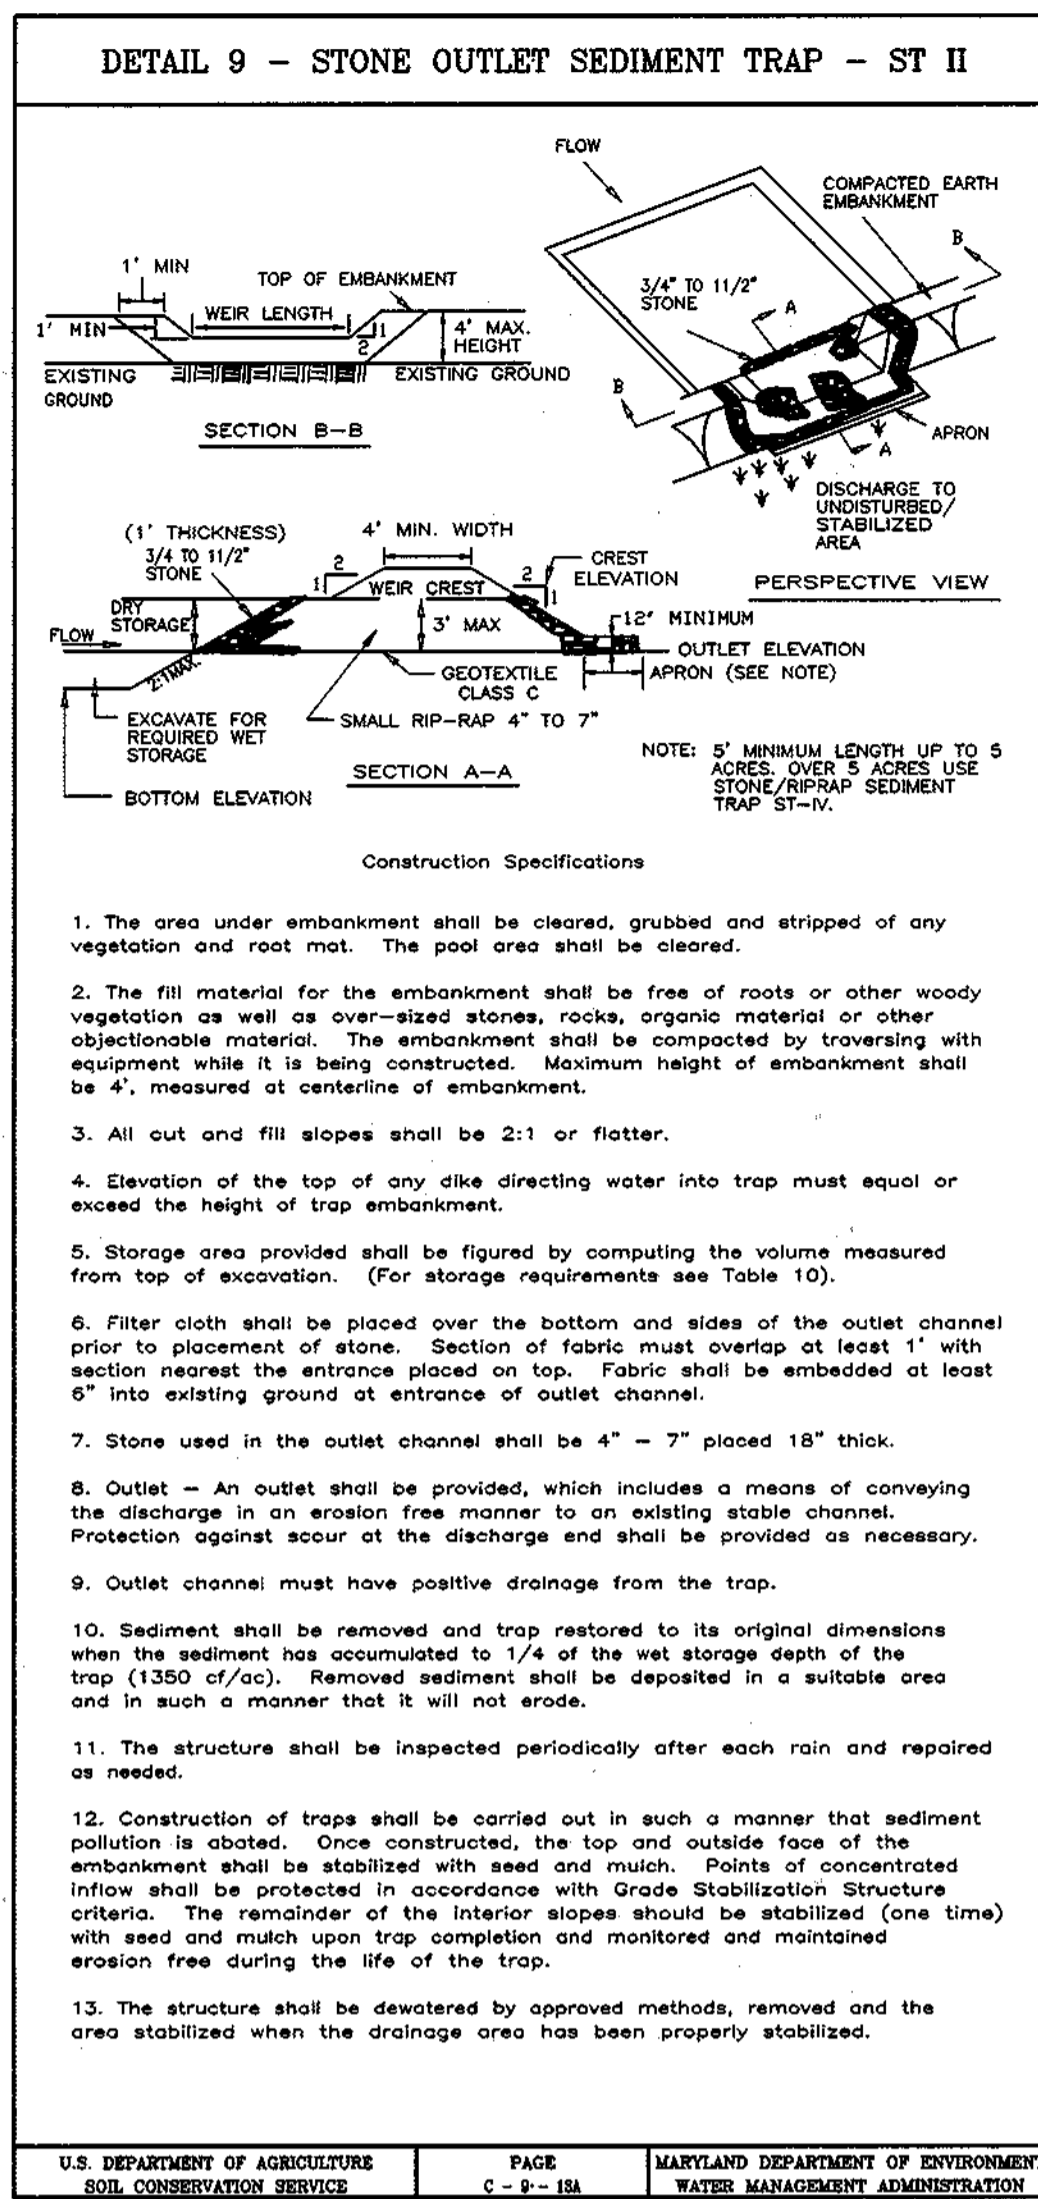 DETAIL 9 – STONE OUTLET SEDIMENT TRAP – ST II
FLOW
COMPACTED EARTH
EMBANKMENT
B
3/4" TO 11/2"
STONE
A
B
A
APRON
DISCHARGE TO
UNDISTURBED/
STABILIZED
AREA
PERSPECTIVE VIEW
1' MIN
TOP OF EMBANKMENT
WEIR LENGTH
1' MIN
1
2
4' MAX.
HEIGHT
EXISTING
GROUND
EXISTING GROUND
SECTION B–B
(1' THICKNESS)
3/4 TO 11/2"
STONE
4' MIN. WIDTH
2
1
WEIR CREST
2
1
CREST
ELEVATION
DRY
STORAGE
3' MAX
12" MINIMUM
FLOW
OUTLET ELEVATION
2:1 MAX.
GEOTEXTILE
CLASS C
APRON (SEE NOTE)
EXCAVATE FOR
REQUIRED WET
STORAGE
SMALL RIP–RAP 4" TO 7"
BOTTOM ELEVATION
SECTION A–A
NOTE: 5' MINIMUM LENGTH UP TO 5
ACRES. OVER 5 ACRES USE
STONE/RIPRAP SEDIMENT
TRAP ST–IV.
Construction Specifications
1. The area under embankment shall be cleared, grubbed and stripped of any
vegetation and root mat. The pool area shall be cleared.
2. The fill material for the embankment shall be free of roots or other woody
vegetation as well as over–sized stones, rocks, organic material or other
objectionable material. The embankment shall be compacted by traversing with
equipment while it is being constructed. Maximum height of embankment shall
be 4', measured at centerline of embankment.
3. All cut and fill slopes shall be 2:1 or flatter.
4. Elevation of the top of any dike directing water into trap must equal or
exceed the height of trap embankment.
5. Storage area provided shall be figured by computing the volume measured
from top of excavation. (For storage requirements see Table 10).
6. Filter cloth shall be placed over the bottom and sides of the outlet channel
prior to placement of stone. Section of fabric must overlap at least 1' with
section nearest the entrance placed on top. Fabric shall be embedded at least
6" into existing ground at entrance of outlet channel.
7. Stone used in the outlet channel shall be 4" – 7" placed 18" thick.
8. Outlet – An outlet shall be provided, which includes a means of conveying
the discharge in an erosion free manner to an existing stable channel.
Protection against scour at the discharge end shall be provided as necessary.
9. Outlet channel must have positive drainage from the trap.
10. Sediment shall be removed and trap restored to its original dimensions
when the sediment has accumulated to 1/4 of the wet storage depth of the
trap (1350 cf/ac). Removed sediment shall be deposited in a suitable area
and in such a manner that it will not erode.
11. The structure shall be inspected periodically after each rain and repaired
as needed.
12. Construction of traps shall be carried out in such a manner that sediment
pollution is abated. Once constructed, the top and outside face of the
embankment shall be stabilized with seed and mulch. Points of concentrated
inflow shall be protected in accordance with Grade Stabilization Structure
criteria. The remainder of the interior slopes should be stabilized (one time)
with seed and mulch upon trap completion and monitored and maintained
erosion free during the life of the trap.
13. The structure shall be dewatered by approved methods, removed and the
area stabilized when the drainage area has been properly stabilized.
U.S. DEPARTMENT OF AGRICULTURE
SOIL CONSERVATION SERVICE
PAGE
C – 9 – 13A
MARYLAND DEPARTMENT OF ENVIRONMENT
WATER MANAGEMENT ADMINISTRATION